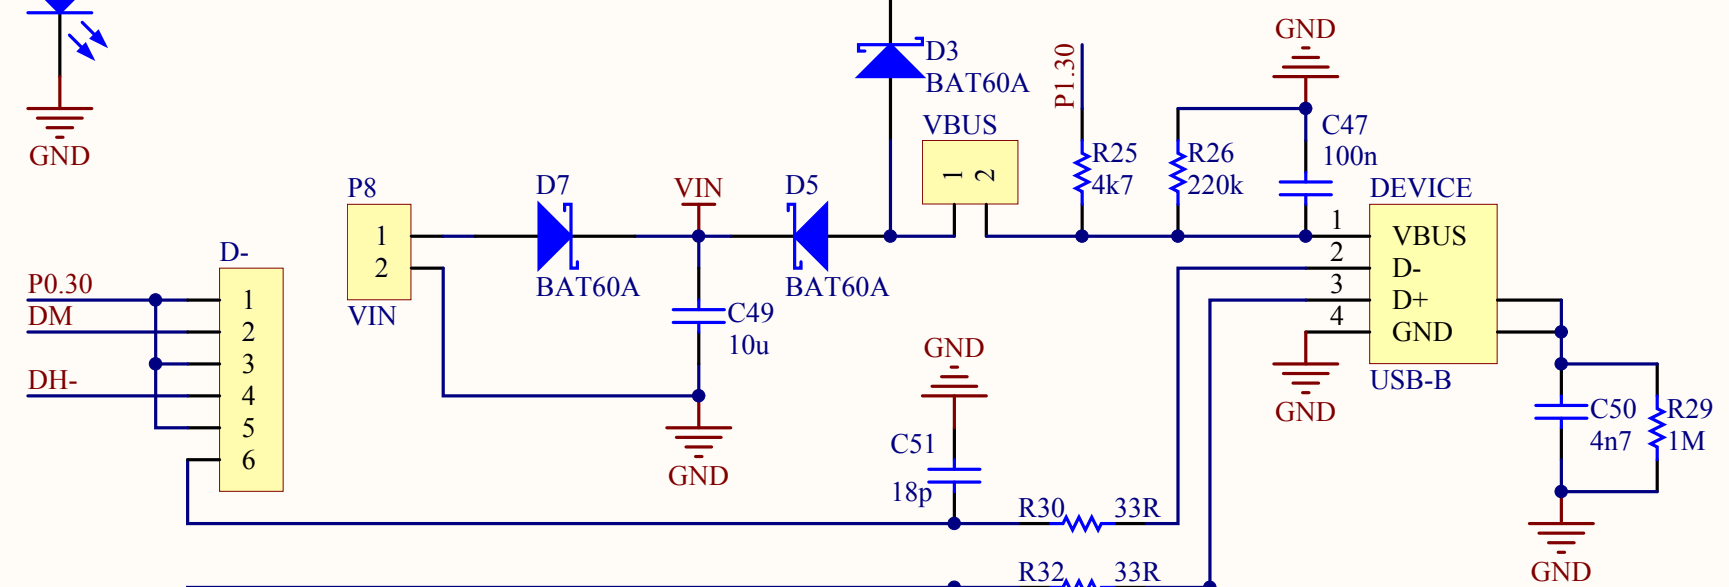 GND
D3
BAT60A
P1.30
GND
VBUS
1
2
R25
4k7
R26
220k
C47
100n
P8
1
2
VIN
D7
BAT60A
VIN
D5
BAT60A
C49
10u
GND
DEVICE
1
2
3
4
VBUS
D-
D+
GND
USB-B
GND
D-
P0.30
DM
DH-
1
2
3
4
5
6
GND
C51
18p
R30
33R
R32
33R
C50
4n7
R29
1M
GND